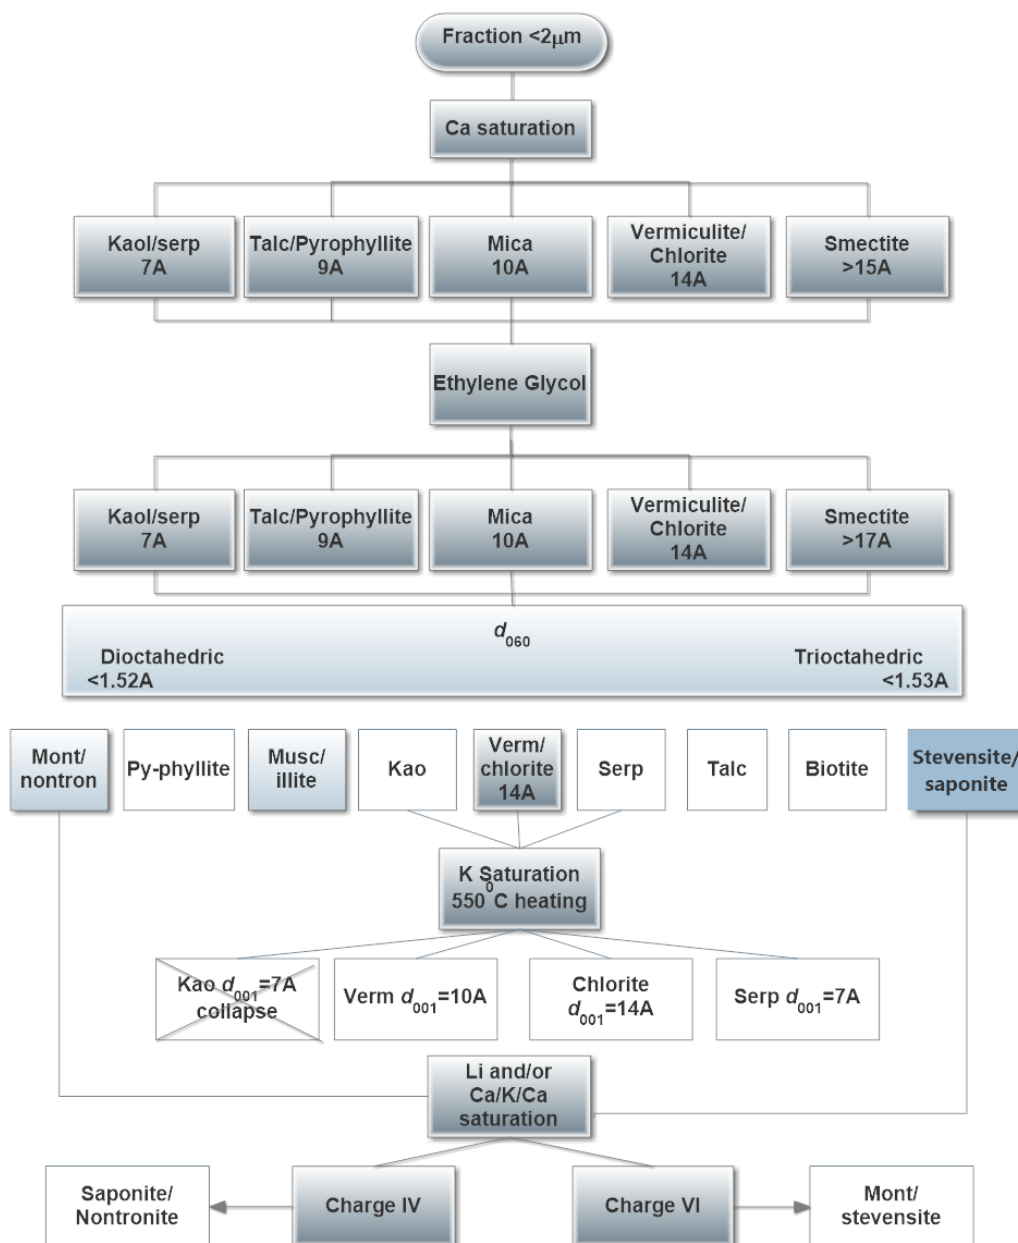 Fraction <2μm
Ca saturation
Kaol/serp
7A
Talc/Pyrophyllite
9A
Mica
10A
Vermiculite/
Chlorite
14A
Smectite
>15A
Ethylene Glycol
Kaol/serp
7A
Talc/Pyrophyllite
9A
Mica
10A
Vermiculite/
Chlorite
14A
Smectite
>17A
d060
Dioctahedric
<1.52A
Trioctahedric
<1.53A
Mont/
nontron
Py-phyllite
Musc/
illite
Kao
Verm/
chlorite
14A
Serp
Talc
Biotite
Stevensite/
saponite
K Saturation
550⁰C heating
Kao d001=7A
collapse
Verm d001=10A
Chlorite
d001=14A
Serp d001=7A
Li and/or
Ca/K/Ca
saturation
Saponite/
Nontronite
Charge IV
Charge VI
Mont/
stevensite